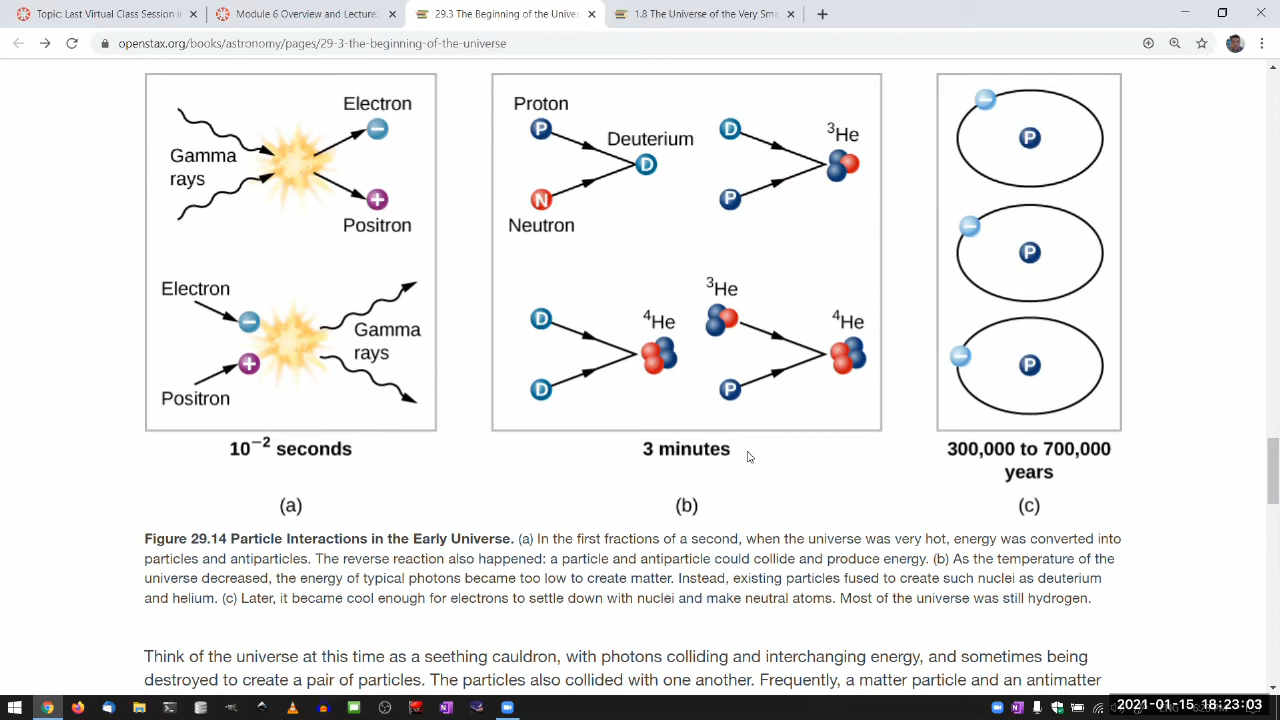 Topic: Last Virtual Class Session i
Module 6 Overview and Lecture
29.3 The Beginning of the Univer
1.8 The Universe of the Very Sma
openstax.org/books/astronomy/pages/29-3-the-beginning-of-the-universe
Gamma
rays
Electron
Positron
Electron
Positron
Gamma
rays
10⁻² seconds
(a)
Proton
P
Neutron
N
Deuterium
D
D
P
³He
D
D
⁴He
³He
P
⁴He
3 minutes
(b)
P
P
P
300,000 to 700,000
years
(c)
Figure 29.14 Particle Interactions in the Early Universe. (a) In the first fractions of a second, when the universe was very hot, energy was converted into
particles and antiparticles. The reverse reaction also happened: a particle and antiparticle could collide and produce energy. (b) As the temperature of the
universe decreased, the energy of typical photons became too low to create matter. Instead, existing particles fused to create such nuclei as deuterium
and helium. (c) Later, it became cool enough for electrons to settle down with nuclei and make neutral atoms. Most of the universe was still hydrogen.
Think of the universe at this time as a seething cauldron, with photons colliding and interchanging energy, and sometimes being
destroyed to create a pair of particles. The particles also collided with one another. Frequently, a matter particle and an antimatter
2021-01-15 18:23:03